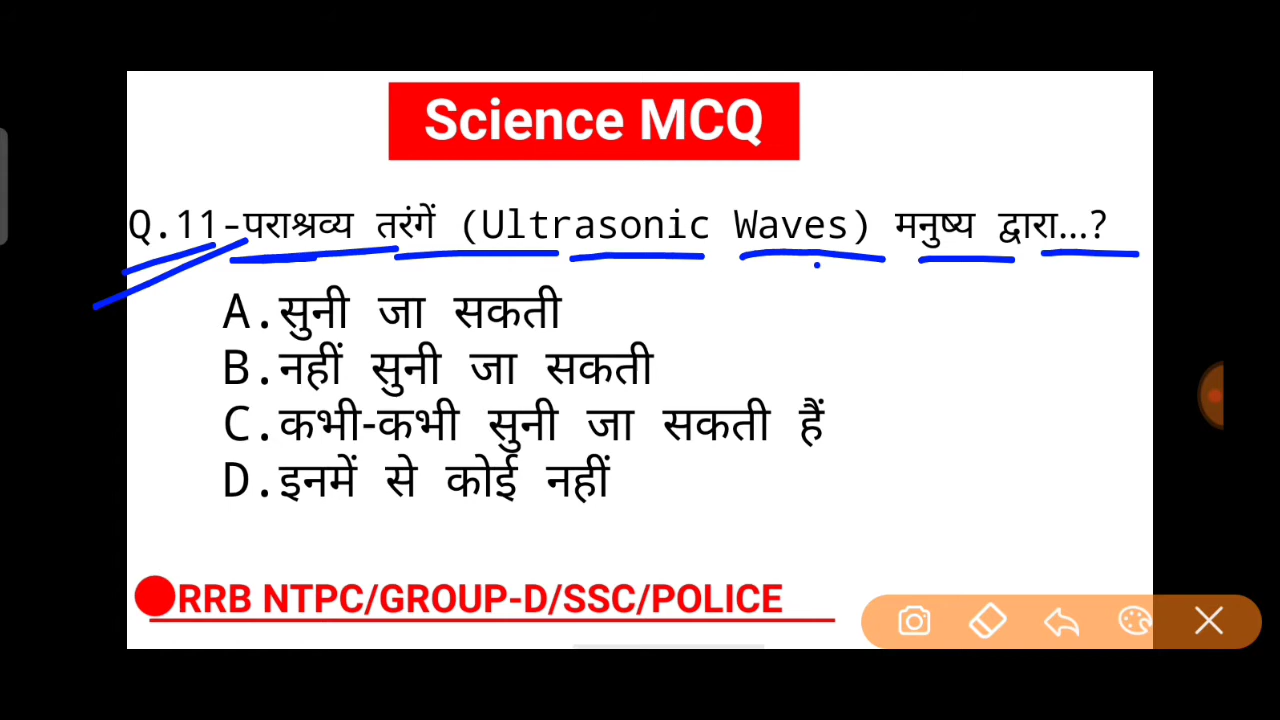 Science MCQ
Q.11-पराश्रव्य तरंगें (Ultrasonic Waves) मनुष्य द्वारा...?
A.सुनी जा सकती
B.नहीं सुनी जा सकती
C.कभी-कभी सुनी जा सकती हैं
D.इनमें से कोई नहीं
RRB NTPC/GROUP-D/SSC/POLICE